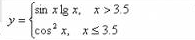 y = { sin x lg x, x > 3.5
cos² x, x ≤ 3.5